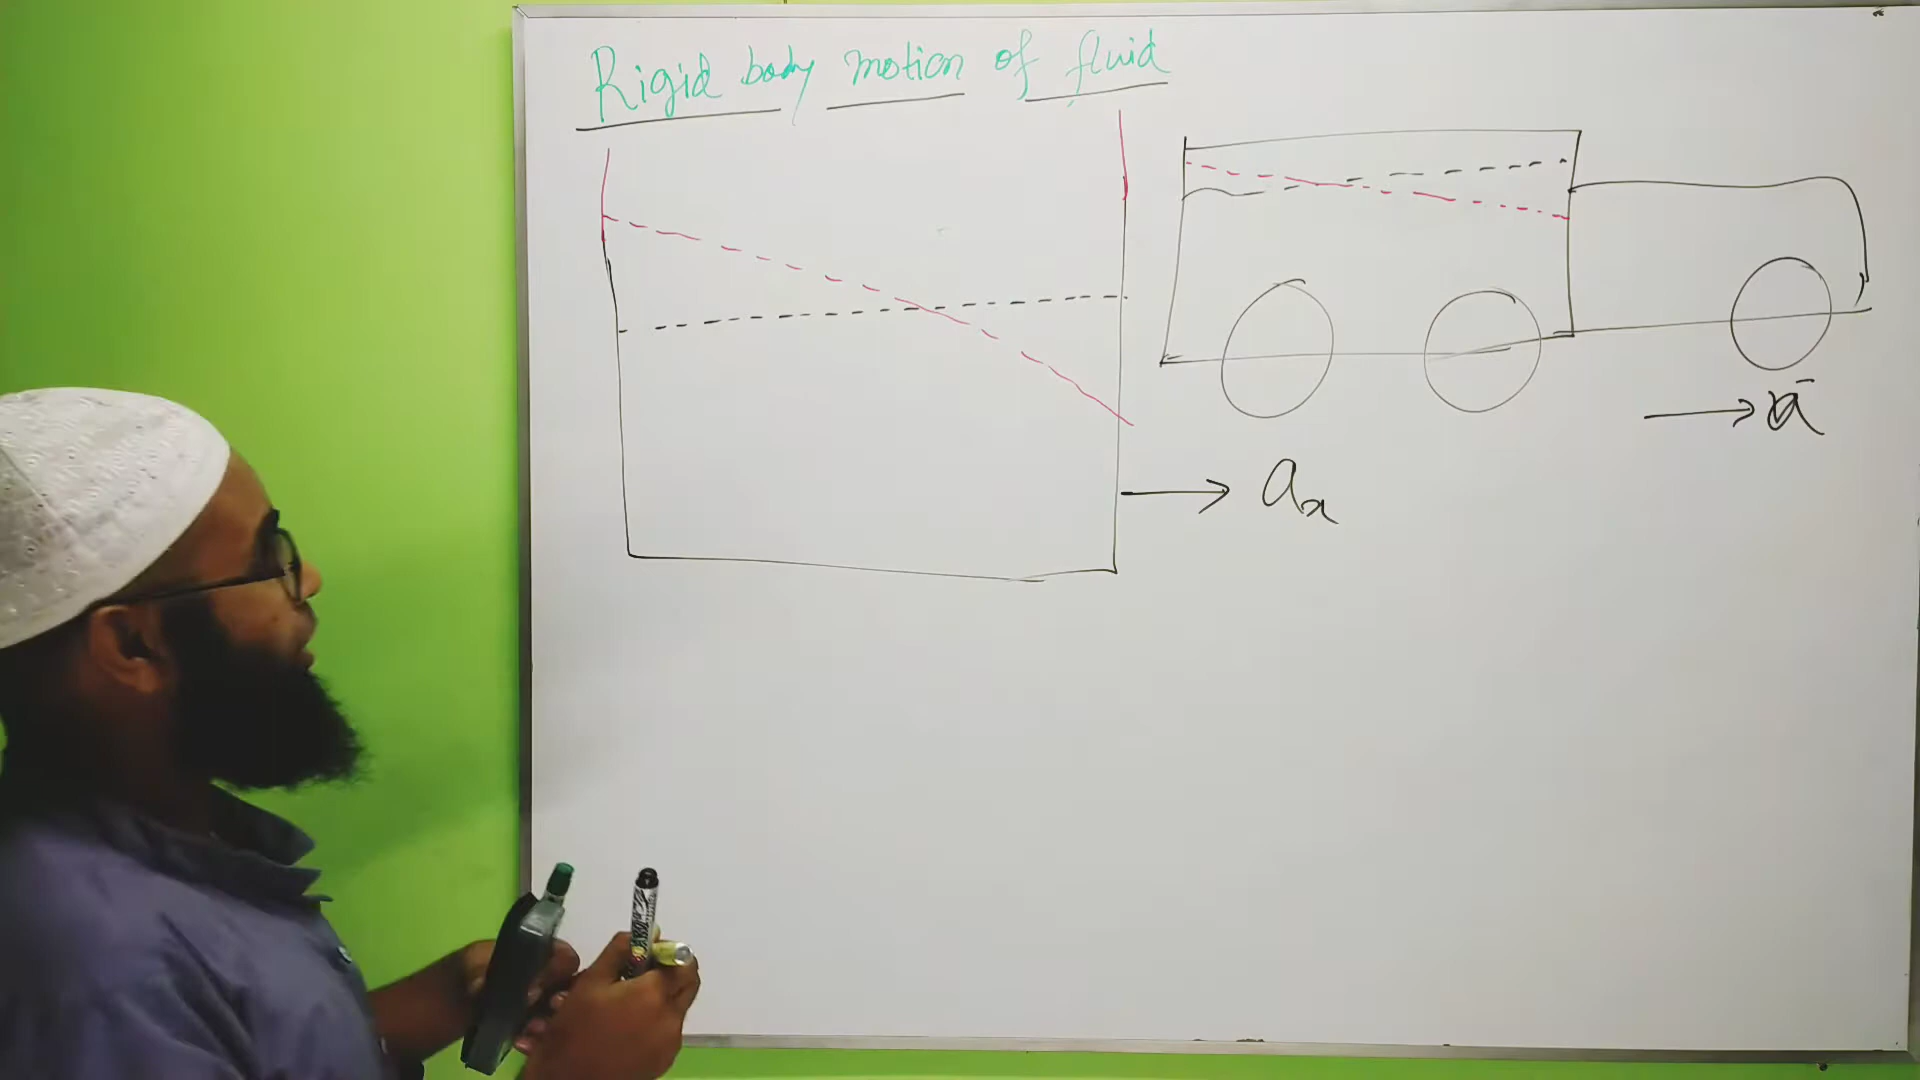 Rigid body motion of fluid
→ ā
→ aₓ